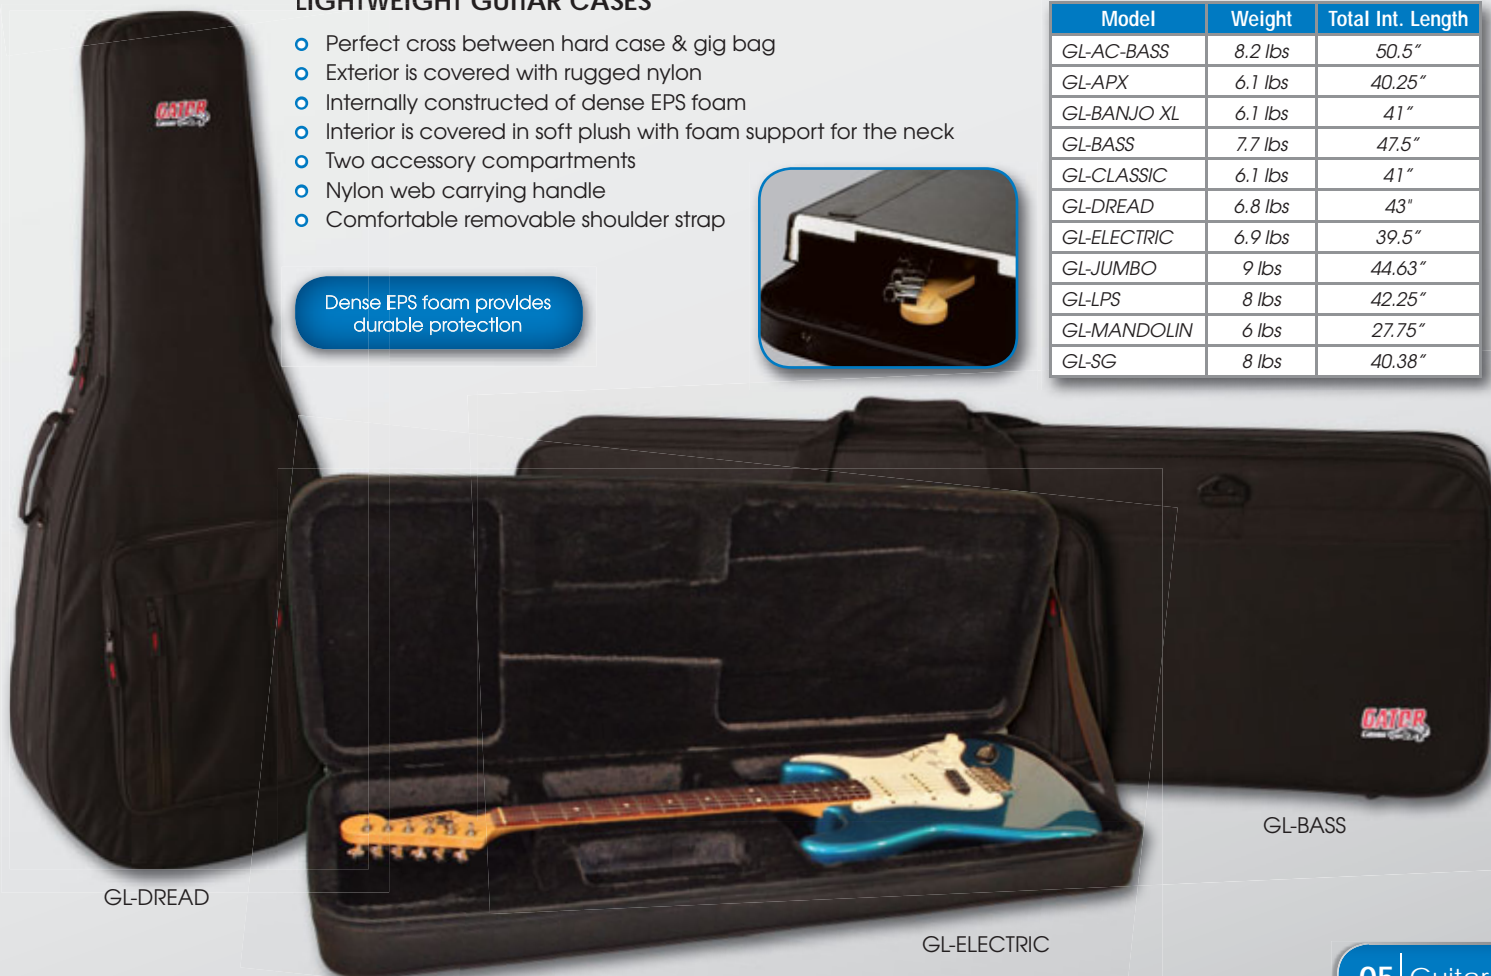 LIGHTWEIGHT GUITAR CASES
Perfect cross between hard case & gig bag
Exterior is covered with rugged nylon
Internally constructed of dense EPS foam
Interior is covered in soft plush with foam support for the neck
Two accessory compartments
Nylon web carrying handle
Comfortable removable shoulder strap
Dense EPS foam provides
durable protection
Model Weight Total Int. Length
GL-AC-BASS 8.2 lbs 50.5″
GL-APX 6.1 lbs 40.25″
GL-BANJO XL 6.1 lbs 41″
GL-BASS 7.7 lbs 47.5″
GL-CLASSIC 6.1 lbs 41″
GL-DREAD 6.8 lbs 43"
GL-ELECTRIC 6.9 lbs 39.5″
GL-JUMBO 9 lbs 44.63″
GL-LPS 8 lbs 42.25″
GL-MANDOLIN 6 lbs 27.75″
GL-SG 8 lbs 40.38″
GATOR
GATOR
CASES
GL-DREAD
GL-ELECTRIC
GL-BASS
05 Guitar